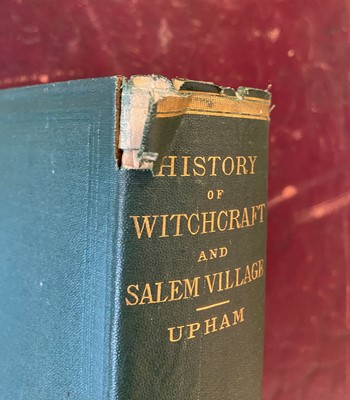 HISTORY
OF
WITCHCRAFT
AND
SALEM VILLAGE
UPHAM